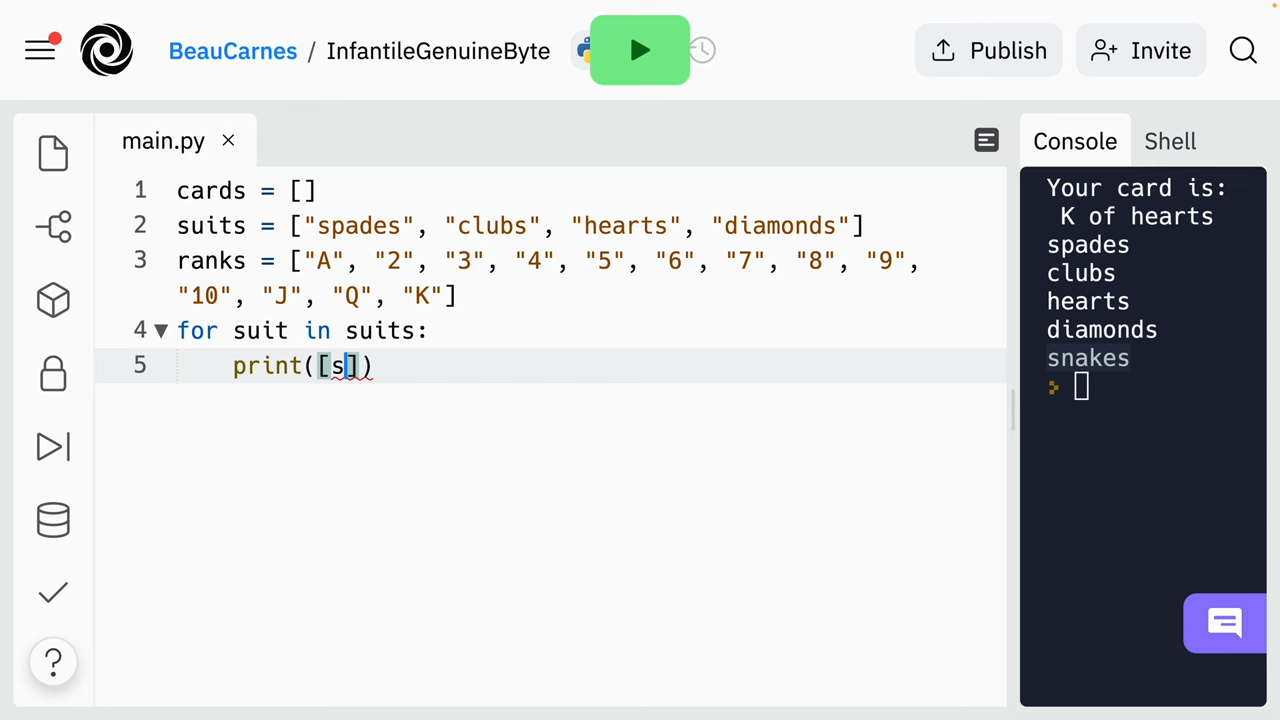 BeauCarnes / InfantileGenuineByte
Publish
Invite
main.py
Console
Shell
1 cards = []
2 suits = ["spades", "clubs", "hearts", "diamonds"]
3 ranks = ["A", "2", "3", "4", "5", "6", "7", "8", "9",
"10", "J", "Q", "K"]
4 for suit in suits:
5 print([s])
Your card is:
K of hearts
spades
clubs
hearts
diamonds
snakes
?